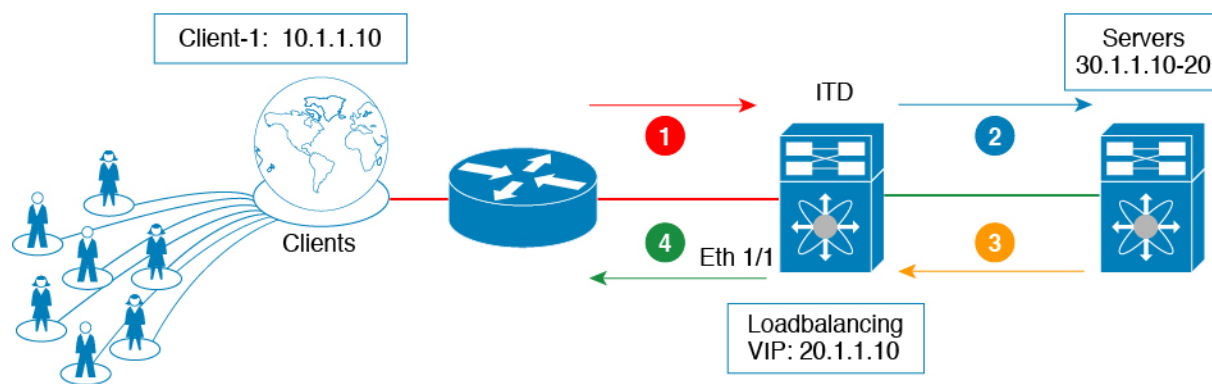 Client-1: 10.1.1.10
Servers
30.1.1.10-20
ITD
1
2
Clients
4
Eth 1/1
3
Loadbalancing
VIP: 20.1.1.10